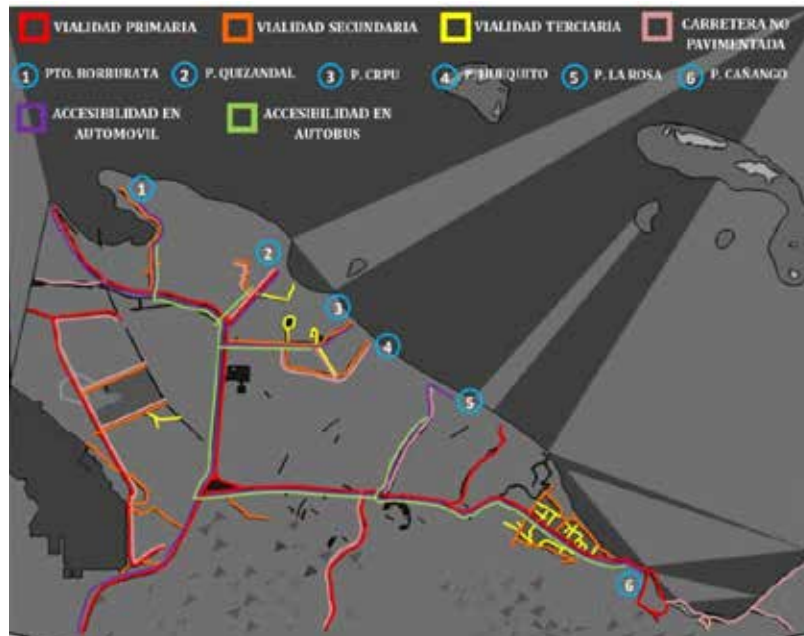 VIALIDAD PRIMARIA VIALIDAD SECUNDARIA VIALIDAD TERCIARIA CARRETERA NO
PAVIMENTADA
1 PTO. BORBURATA 2 P. QUIZANDAL 3 P. CRPU 4 P. HUEQUITO 5 P. LA ROSA 6 P. CAÑANGO
ACCESIBILIDAD EN
AUTOMOVIL
ACCESIBILIDAD EN
AUTOBUS
1
2
3
4
5
6